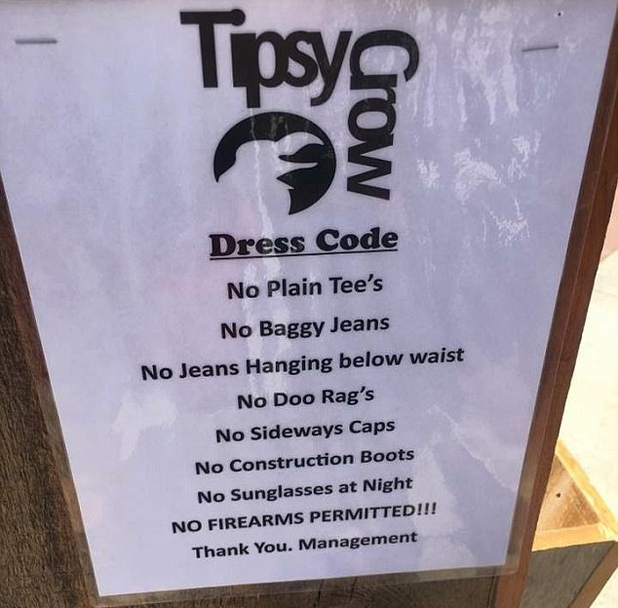 Tipsy
Crow
Dress Code
No Plain Tee's
No Baggy Jeans
No Jeans Hanging below waist
No Doo Rag's
No Sideways Caps
No Construction Boots
No Sunglasses at Night
NO FIREARMS PERMITTED!!!
Thank You. Management